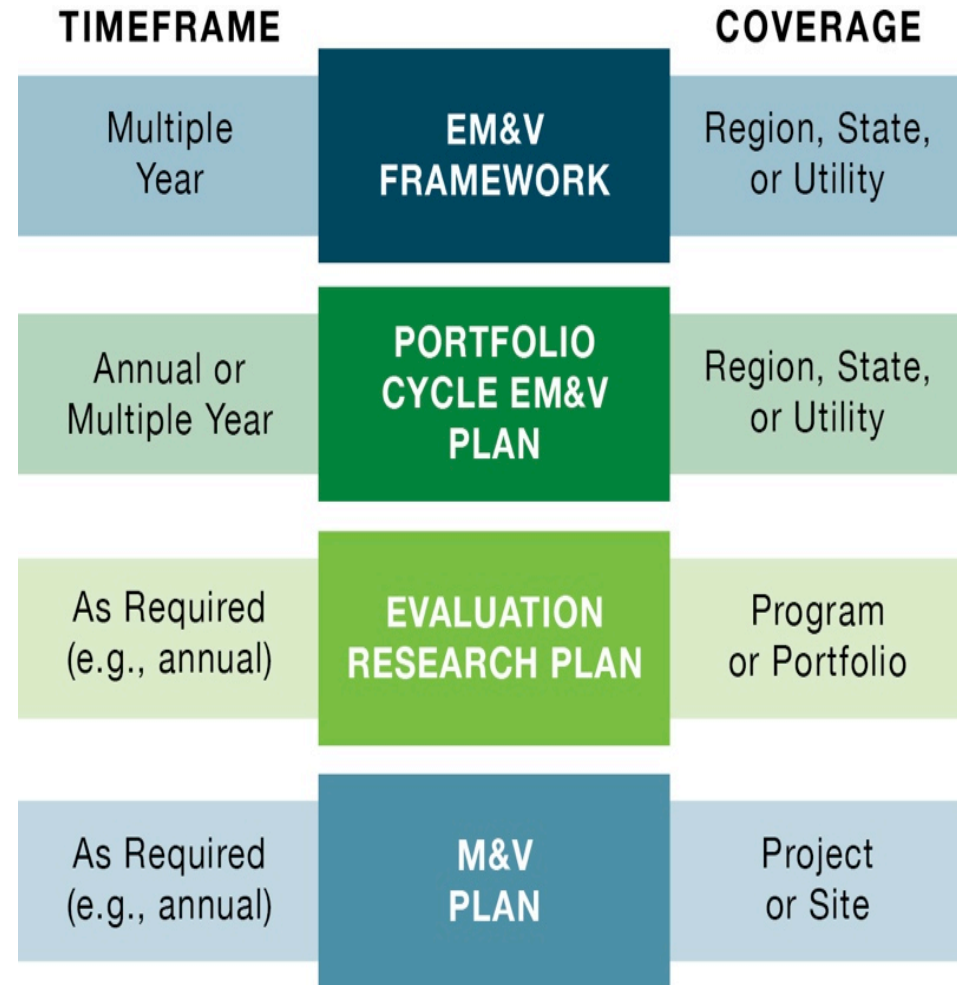 TIMEFRAME
COVERAGE
Multiple
Year
EM&V
FRAMEWORK
Region, State,
or Utility
Annual or
Multiple Year
PORTFOLIO
CYCLE EM&V
PLAN
Region, State,
or Utility
As Required
(e.g., annual)
EVALUATION
RESEARCH PLAN
Program
or Portfolio
As Required
(e.g., annual)
M&V
PLAN
Project
or Site